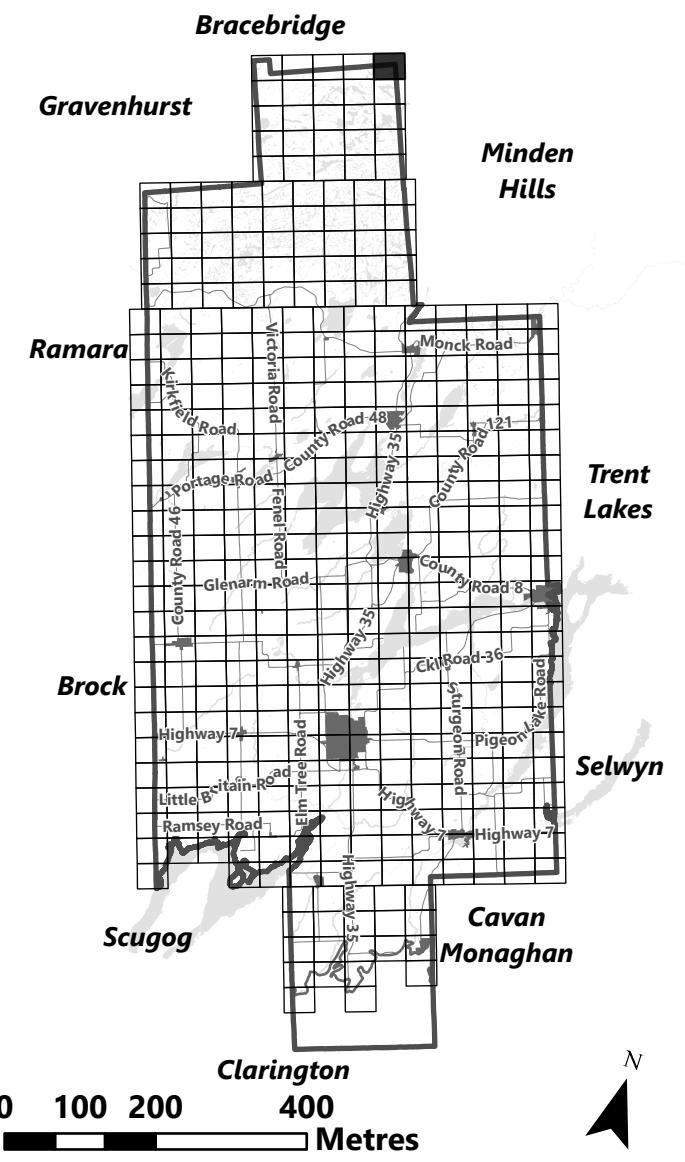 Bracebridge
Gravenhurst
Minden
Hills
Ramara
Monck Road
Victoria Road
Kirkfield Road
County Road 48
Highway 35
County Road 121
Portage Road
Trent
Lakes
Fenel Road
County Road 46
Glenarm Road
County Road 8
Highway 35
Ckl Road 36
Brock
Sturgeon Road
Pigeon Lake Road
Highway 7
Elm Tree Road
Selwyn
Little Britain Road
Highway 7
Ramsey Road
Highway 7
Highway 35
Scugog
Cavan
Monaghan
Clarington
N
0 100 200 400
Metres